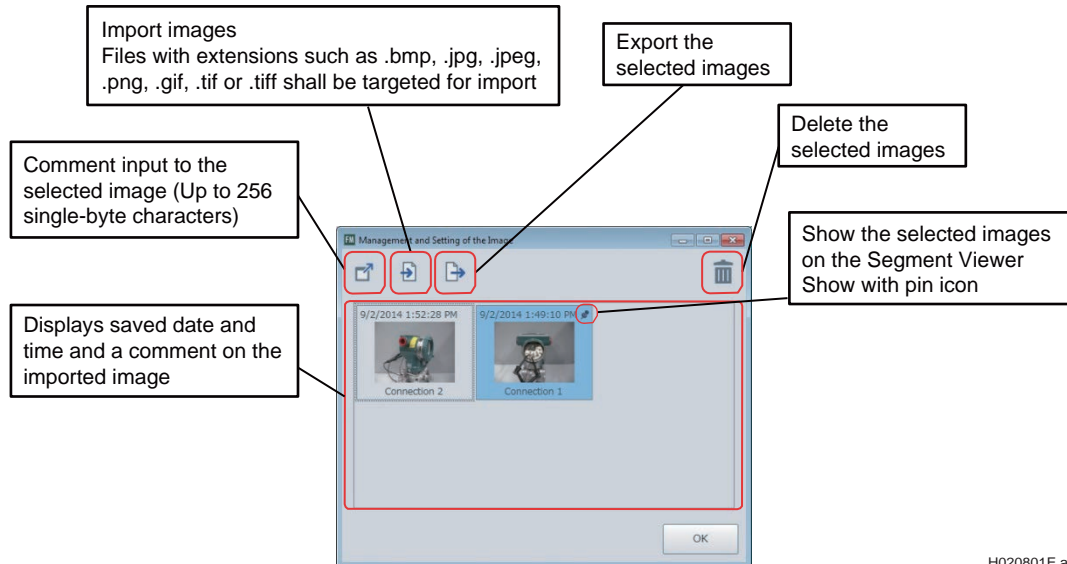 Import images
Files with extensions such as .bmp, .jpg, .jpeg,
.png, .gif, .tif or .tiff shall be targeted for import
Export the
selected images
Delete the
selected images
Comment input to the
selected image (Up to 256
single-byte characters)
Show the selected images
on the Segment Viewer
Show with pin icon
Displays saved date and
time and a comment on the
imported image
FM Management and Setting of the Image
9/2/2014 1:52:28 PM
9/2/2014 1:49:10 PM
Connection 2
Connection 1
OK